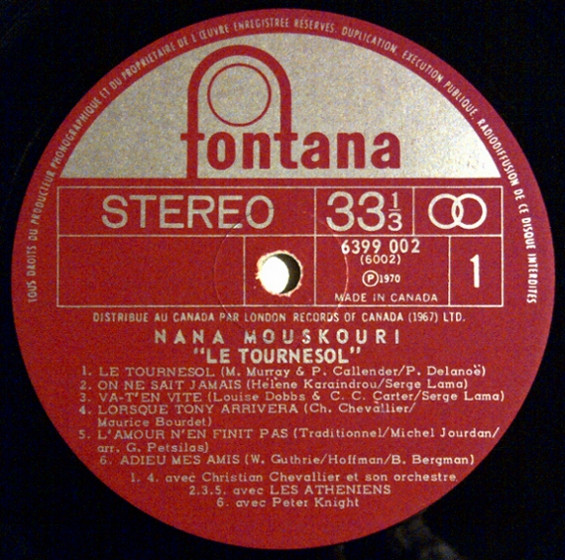 TOUS DROITS DU PRODUCTEUR PHONOGRAPHIQUE ET DU PROPRIETAIRE DE L'ŒUVRE ENREGISTREE RESERVES. DUPLICATION, EXECUTION PUBLIQUE, RADIODIFFUSION DE CE DISQUE INTERDITES
fontana
STEREO 33 1/3
6399 002
(6002)
Ⓟ 1970 1
MADE IN CANADA
DISTRIBUE AU CANADA PAR LONDON RECORDS OF CANADA (1967) LTD.
NANA MOUSKOURI
"LE TOURNESOL"
1. LE TOURNESOL (M. Murray & P. Callender/P. Delanoë)
2. ON NE SAIT JAMAIS (Hélène Karaindrou/Serge Lama)
3. VA-T'EN VITE (Louise Dobbs & C. C. Carter/Serge Lama)
4. LORSQUE TONY ARRIVERA (Ch. Chevallier/
Maurice Bourdet)
5. L'AMOUR N'EN FINIT PAS (Traditionnel/Michel Jourdan/
arr. G. Petsilas)
6. ADIEU MES AMIS (W. Guthrie/Hoffman/B. Bergman)
1. 4. avec Christian Chevallier et son orchestre
2.3.5. avec LES ATHENIENS
6. avec Peter Knight